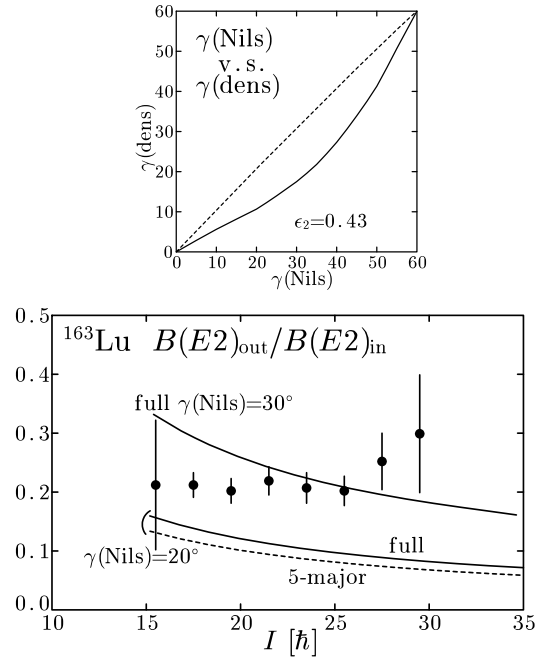 60
50
40
30
20
10
0
γ(dens)
γ(Nils)
v.s.
γ(dens)
ϵ₂=0.43
0 10 20 30 40 50 60
γ(Nils)
¹⁶³Lu B(E2)out/B(E2)in
0.5
0.4
0.3
0.2
0.1
0.0
full γ(Nils)=30°
γ(Nils)=20°
full
5-major
10 15 20 25 30 35
I [ħ]